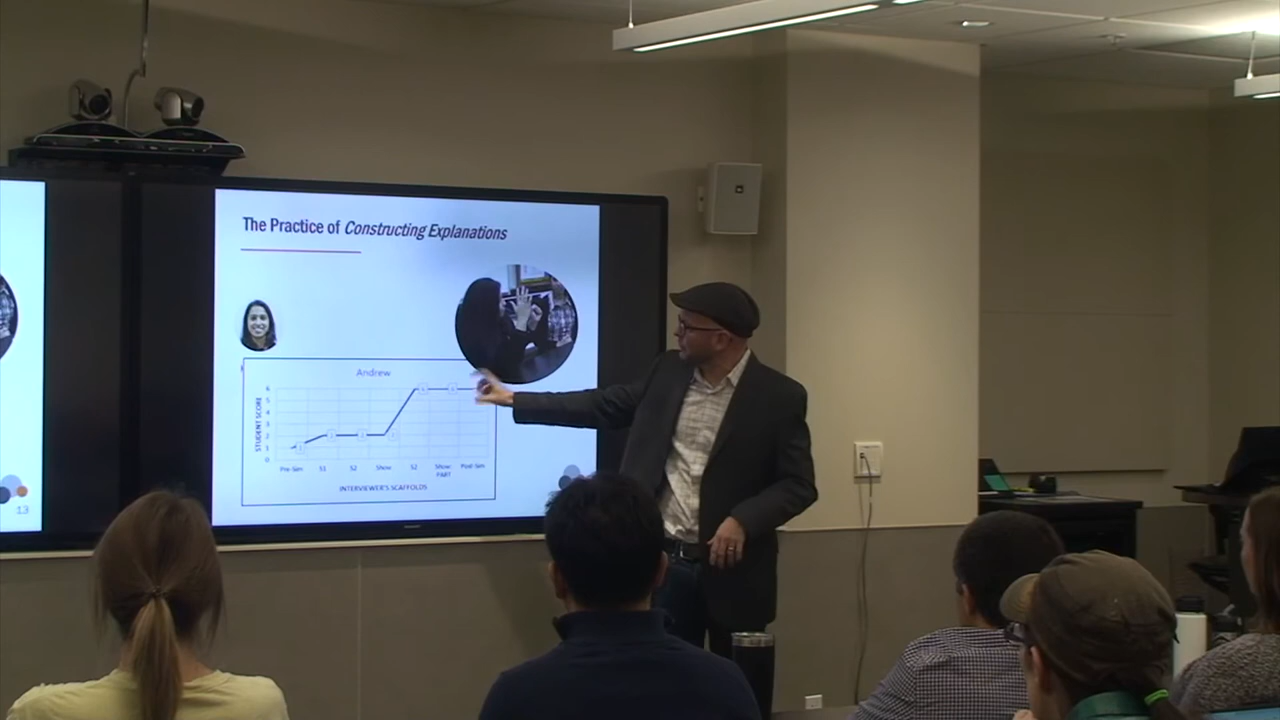 The Practice of Constructing Explanations
Andrew
STUDENT SCORE
6
5
4
3
2
1
0
Pre-Sim S1 S2 Show S2 Show PART Post-Sim
INTERVIEWER'S SCAFFOLDS
13